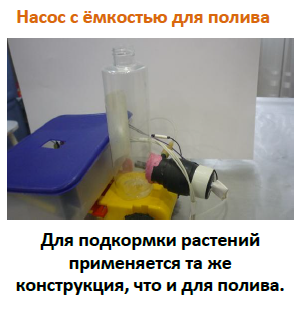 Насос с ёмкостью для полива
Для подкормки растений
применяется та же
конструкция, что и для полива.